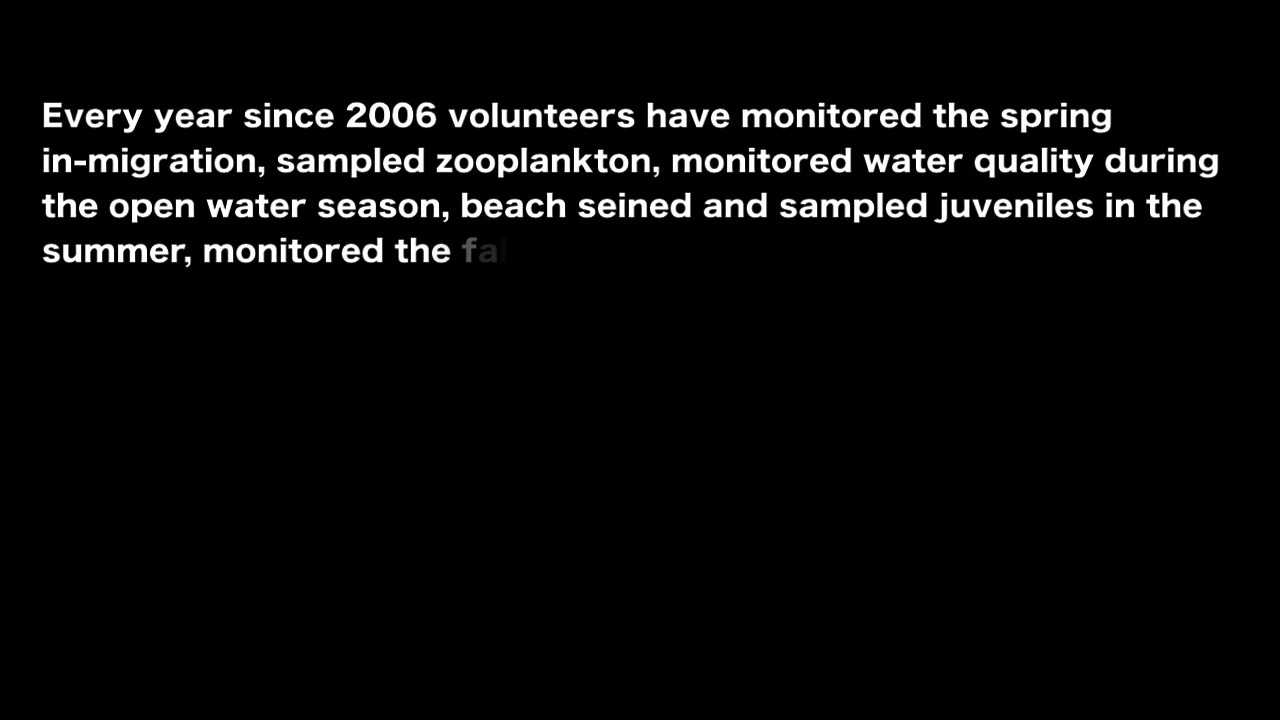 Every year since 2006 volunteers have monitored the spring
in-migration, sampled zooplankton, monitored water quality during
the open water season, beach seined and sampled juveniles in the
summer, monitored the